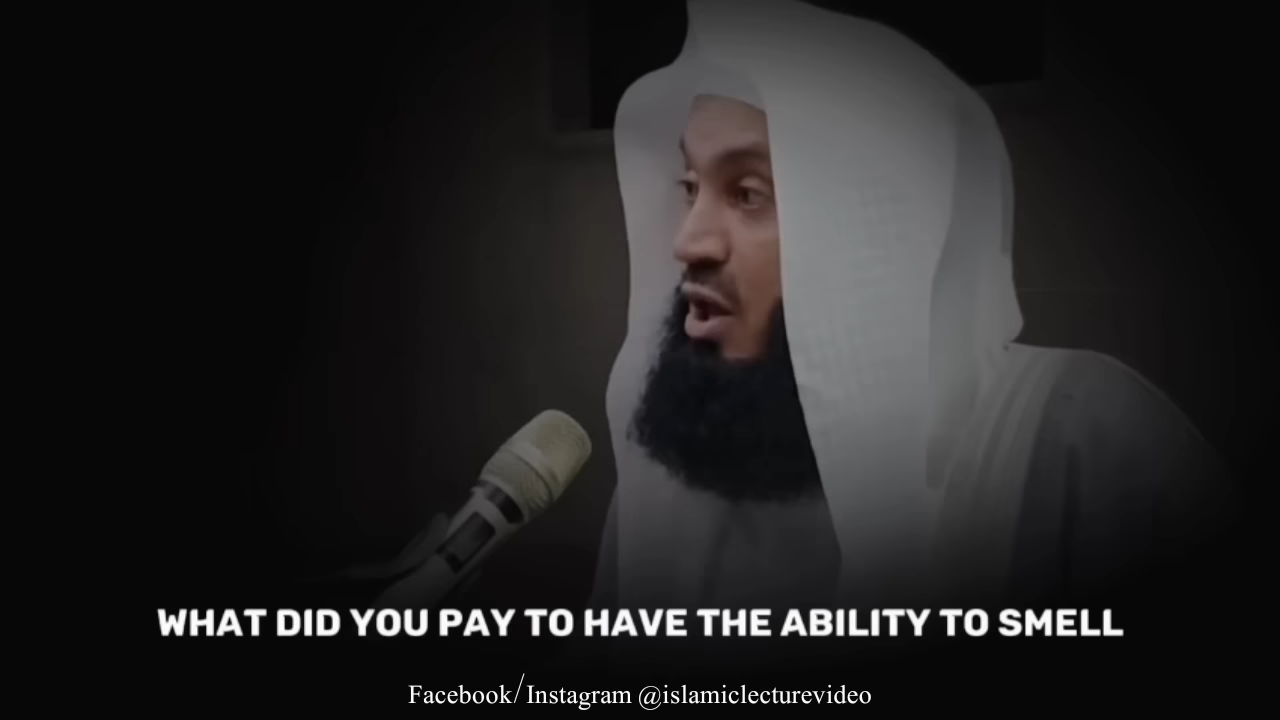 WHAT DID YOU PAY TO HAVE THE ABILITY TO SMELL
Facebook/Instagram @islamiclecturevideo